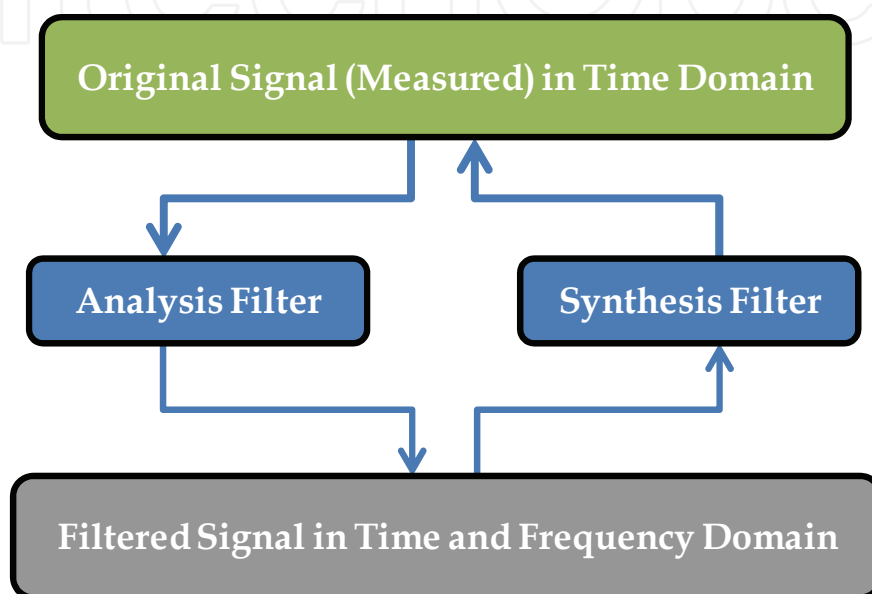 Original Signal (Measured) in Time Domain
Analysis Filter
Synthesis Filter
Filtered Signal in Time and Frequency Domain